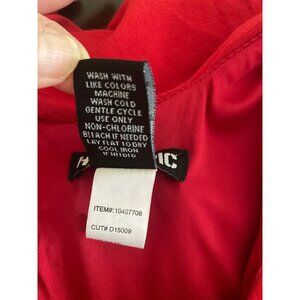 WASH WITH
LIKE COLORS
MACHINE
WASH COLD
GENTLE CYCLE
USE ONLY
NON-CHLORINE
BLEACH IF NEEDED
LAY FLAT TO DRY
COOL IRON
IF NEEDED
ITEM#:10407708
CUT# D15009